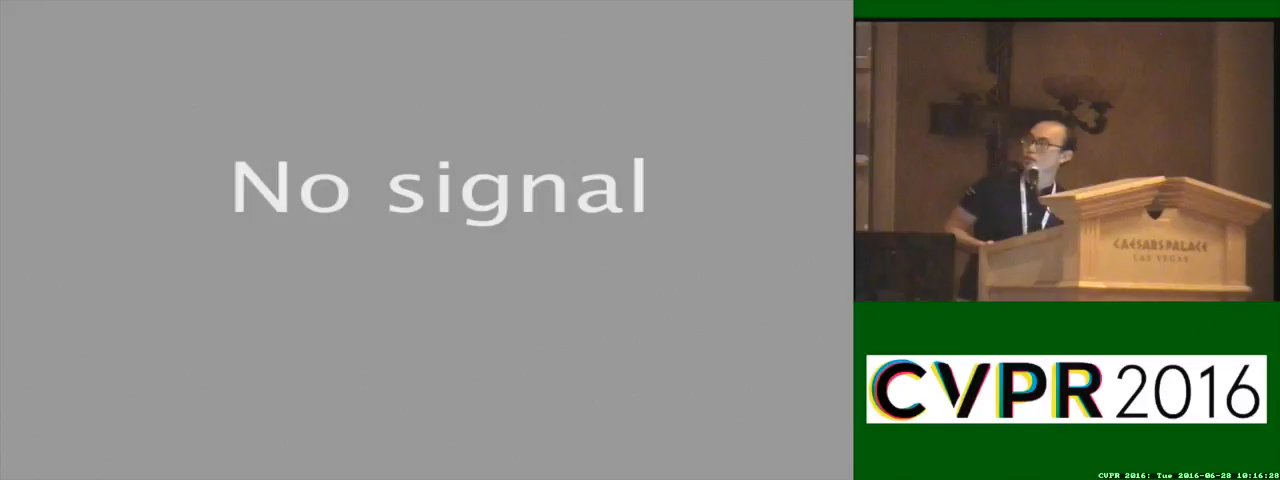 No signal
CAESARS PALACE
LAS VEGAS
CVPR 2016
CVPR 2016: Tue 2016-06-28 10:16:28